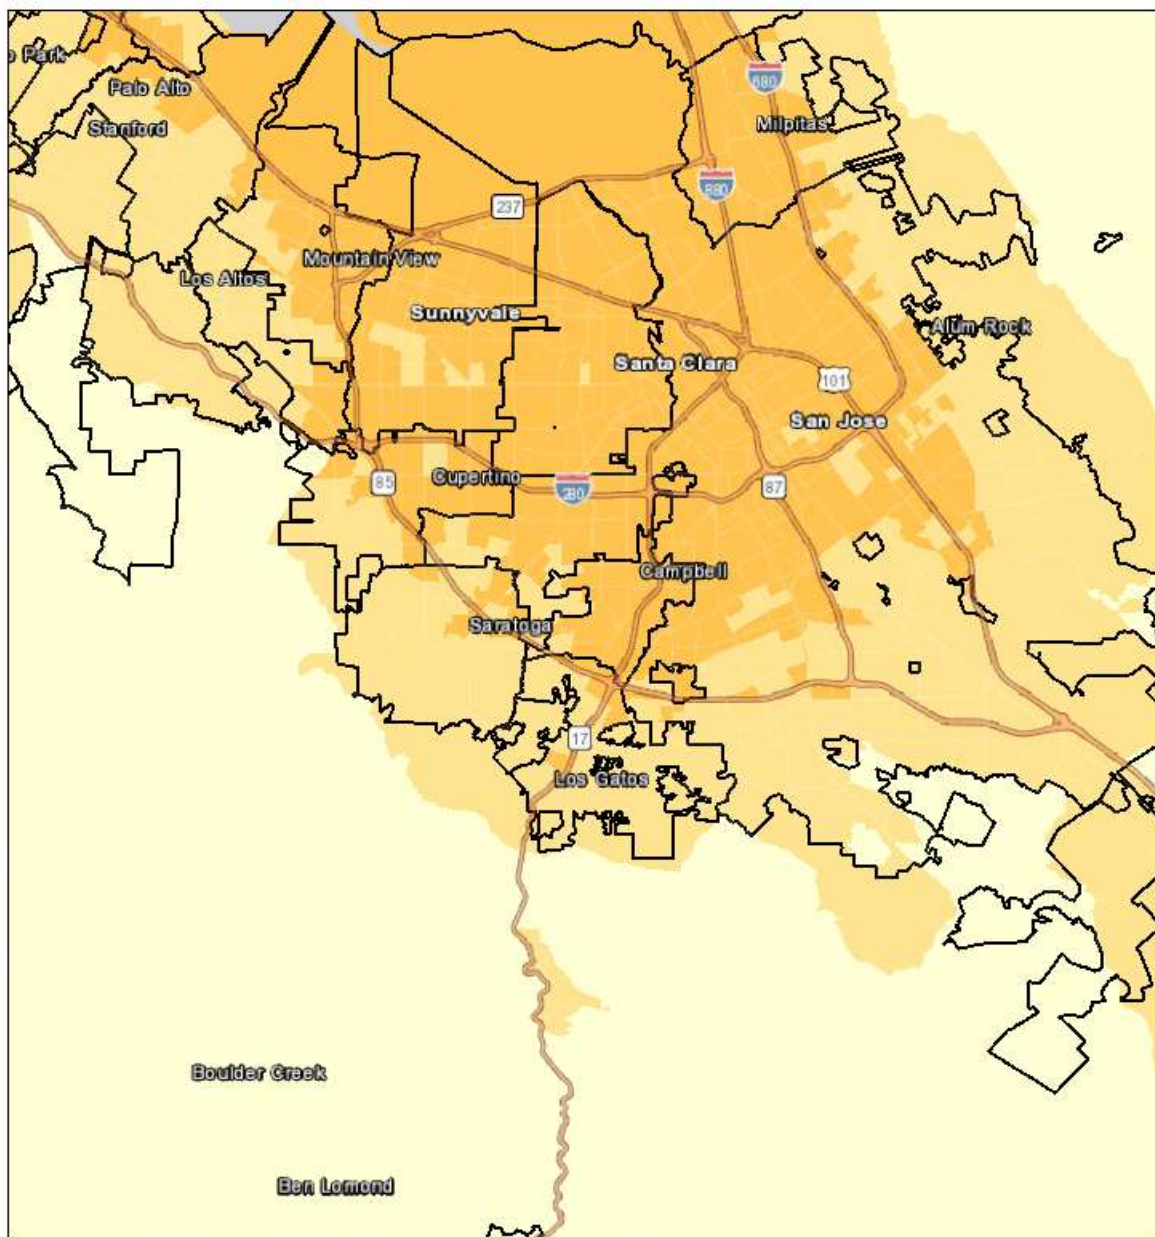 o Park
Palo Alto
Stanford
680
Milpitas
880
237
Mountain View
Los Altos
Sunnyvale
Alum Rock
Santa Clara
101
San Jose
Cupertino
85
280
87
Campbell
Saratoga
17
Los Gatos
Boulder Creek
Ben Lomond